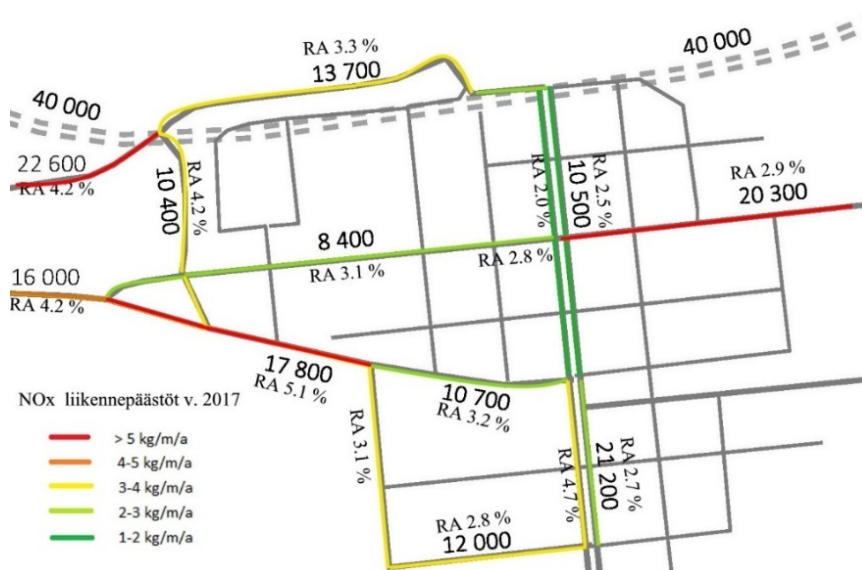 RA 3.3 %
13 700
40 000
40 000
22 600
RA 4.2 %
10 400
RA 4.2 %
RA 2.0 %
10 500
RA 2.5 %
RA 2.9 %
20 300
8 400
RA 3.1 %
RA 2.8 %
16 000
RA 4.2 %
17 800
RA 5.1 %
10 700
RA 3.2 %
RA 3.1 %
RA 4.7 %
21 200
RA 2.7 %
RA 2.8 %
12 000
NOx liikennepäästöt v. 2017
> 5 kg/m/a
4-5 kg/m/a
3-4 kg/m/a
2-3 kg/m/a
1-2 kg/m/a